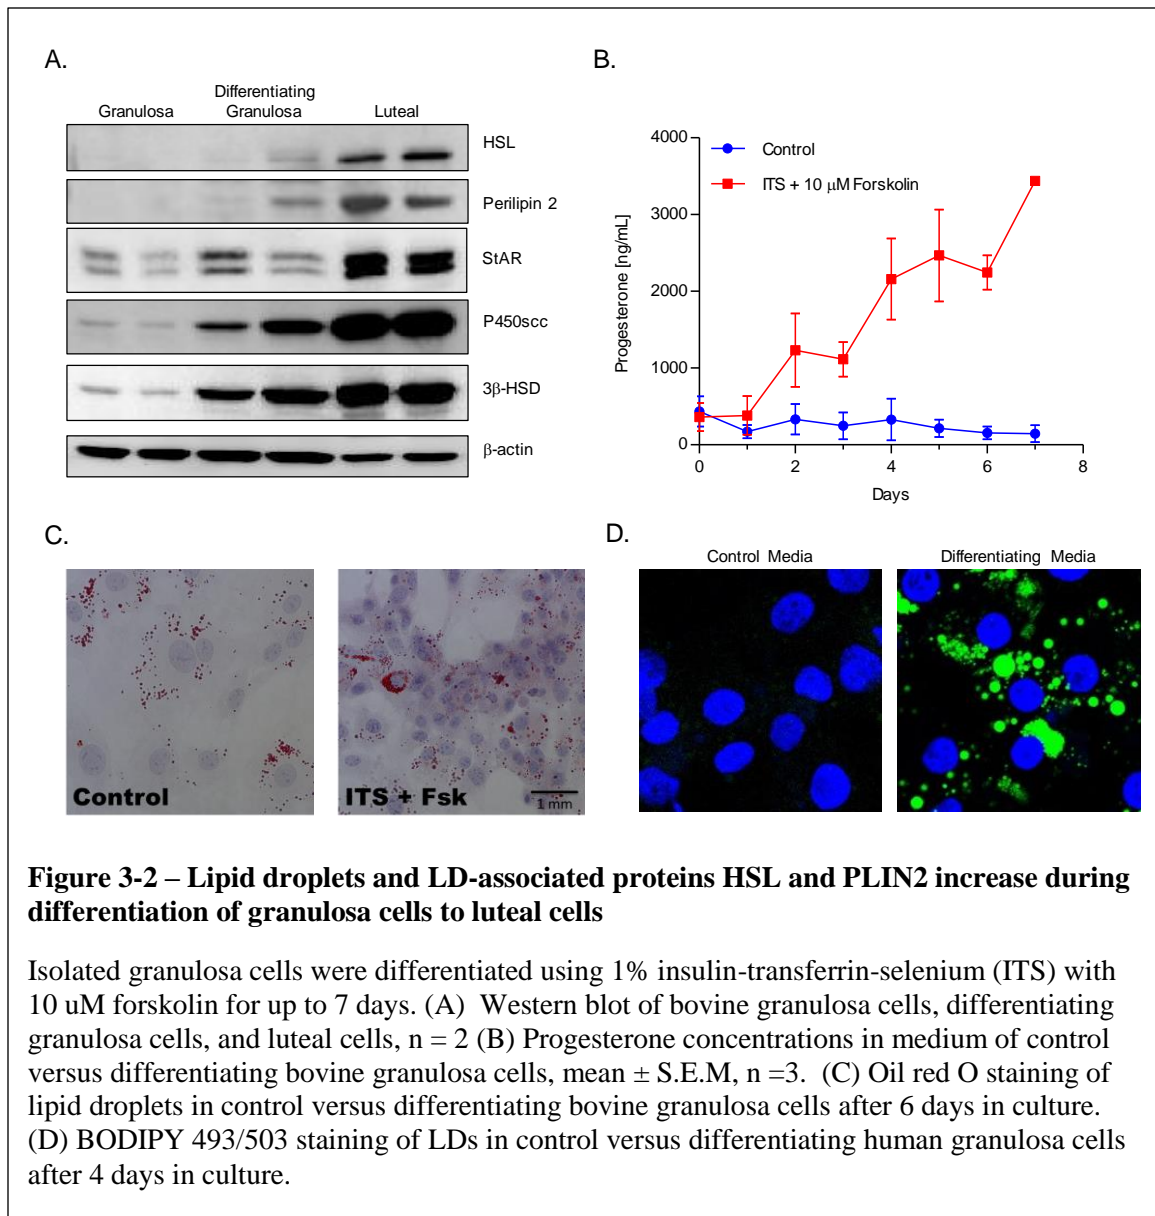 A.
Granulosa
Differentiating
Granulosa
Luteal
HSL
Perilipin 2
StAR
P450scc
3β-HSD
β-actin
B.
Control
ITS + 10 μM Forskolin
Progesterone [ng/mL]
4000
3000
2000
1000
0
0 2 4 6 8
Days
C.
Control
ITS + Fsk
1 mm
D.
Control Media
Differentiating Media
Figure 3-2 – Lipid droplets and LD-associated proteins HSL and PLIN2 increase during
differentiation of granulosa cells to luteal cells
Isolated granulosa cells were differentiated using 1% insulin-transferrin-selenium (ITS) with
10 uM forskolin for up to 7 days. (A) Western blot of bovine granulosa cells, differentiating
granulosa cells, and luteal cells, n = 2 (B) Progesterone concentrations in medium of control
versus differentiating bovine granulosa cells, mean ± S.E.M, n =3. (C) Oil red O staining of
lipid droplets in control versus differentiating bovine granulosa cells after 6 days in culture.
(D) BODIPY 493/503 staining of LDs in control versus differentiating human granulosa cells
after 4 days in culture.